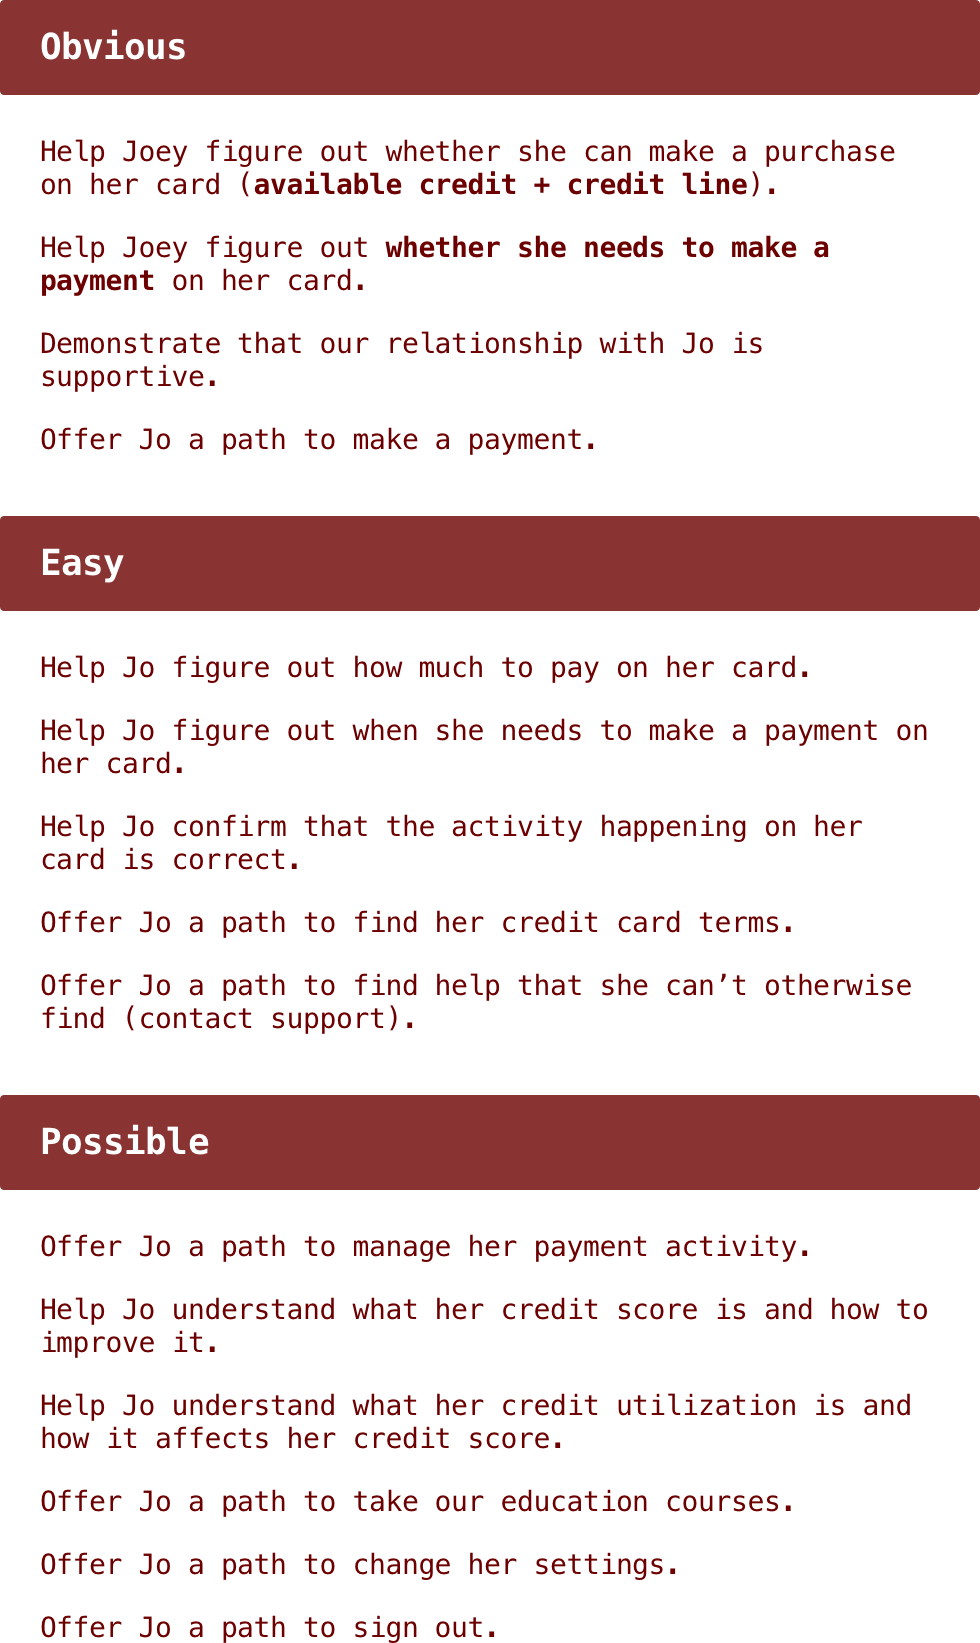 Obvious
Help Joey figure out whether she can make a purchase
on her card (available credit + credit line).
Help Joey figure out whether she needs to make a
payment on her card.
Demonstrate that our relationship with Jo is
supportive.
Offer Jo a path to make a payment.
Easy
Help Jo figure out how much to pay on her card.
Help Jo figure out when she needs to make a payment on
her card.
Help Jo confirm that the activity happening on her
card is correct.
Offer Jo a path to find her credit card terms.
Offer Jo a path to find help that she can’t otherwise
find (contact support).
Possible
Offer Jo a path to manage her payment activity.
Help Jo understand what her credit score is and how to
improve it.
Help Jo understand what her credit utilization is and
how it affects her credit score.
Offer Jo a path to take our education courses.
Offer Jo a path to change her settings.
Offer Jo a path to sign out.